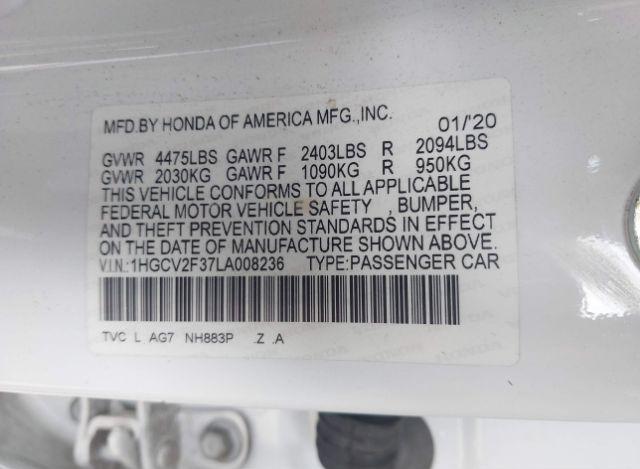 MFD.BY HONDA OF AMERICA MFG.,INC. 01/'20
GVWR 4475LBS GAWR F 2403LBS R 2094LBS
GVWR 2030KG GAWR F 1090KG R 950KG
THIS VEHICLE CONFORMS TO ALL APPLICABLE
FEDERAL MOTOR VEHICLE SAFETY , BUMPER,
AND THEFT PREVENTION STANDARDS IN EFFECT
ON THE DATE OF MANUFACTURE SHOWN ABOVE.
V.I.N.:1HGCV2F37LA008236 TYPE:PASSENGER CAR
TVC L AG7 NH883P .Z .A